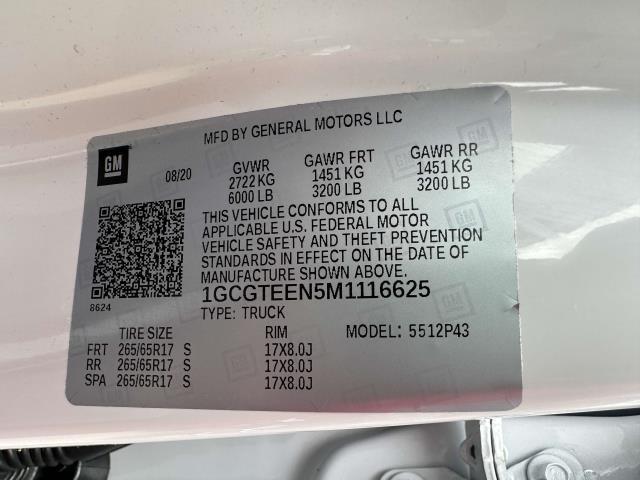 MFD BY GENERAL MOTORS LLC
GM
08/20
GVWR GAWR FRT GAWR RR
2722 KG 1451 KG 1451 KG
6000 LB 3200 LB 3200 LB
THIS VEHICLE CONFORMS TO ALL
APPLICABLE U.S. FEDERAL MOTOR
VEHICLE SAFETY AND THEFT PREVENTION
STANDARDS IN EFFECT ON THE DATE OF
MANUFACTURE SHOWN ABOVE.
8624
1GCGTEEN5M1116625
TYPE: TRUCK
TIRE SIZE RIM MODEL: 5512P43
FRT 265/65R17 S 17X8.0J
RR 265/65R17 S 17X8.0J
SPA 265/65R17 S 17X8.0J